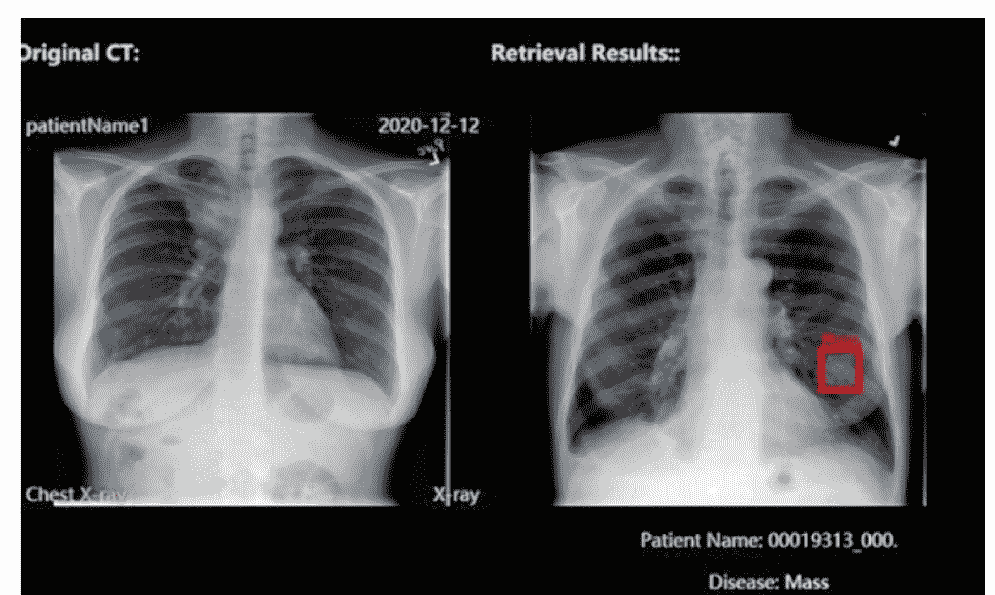 Original CT:
Retrieval Results::
patientName1
2020-12-12
Chest X-ray
X-ray
Patient Name: 00019313_000.
Disease: Mass